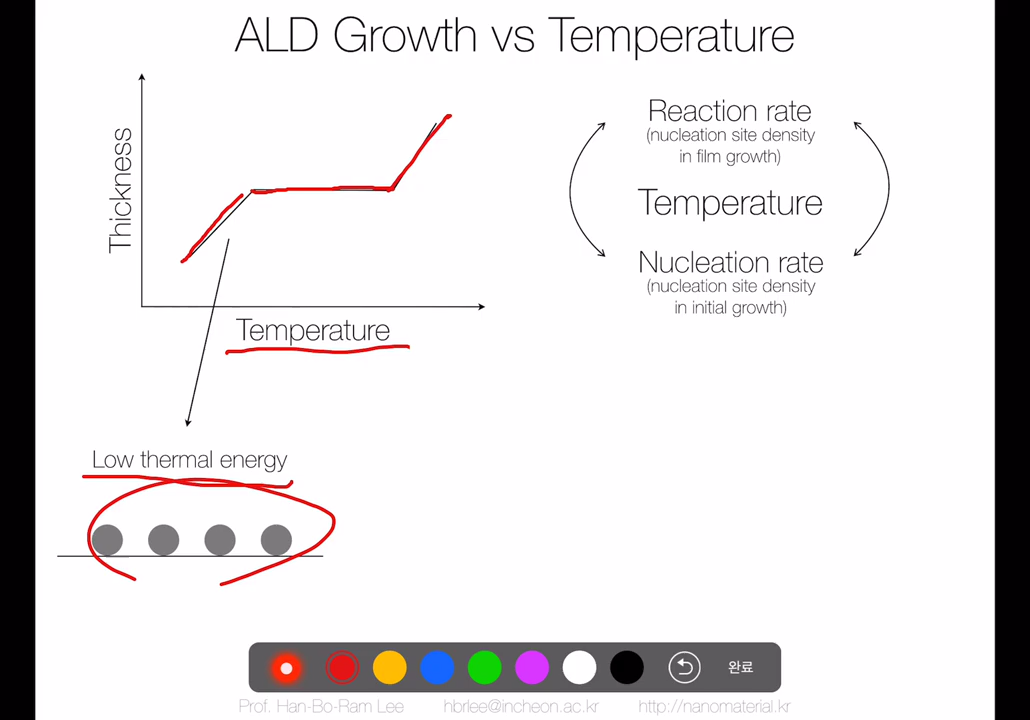 ALD Growth vs Temperature
Thickness
Temperature
Reaction rate
(nucleation site density
in film growth)
Temperature
Nucleation rate
(nucleation site density
in initial growth)
Low thermal energy
완료
Prof. Han-Bo-Ram Lee
hbrlee@incheon.ac.kr
http://nanomaterial.kr